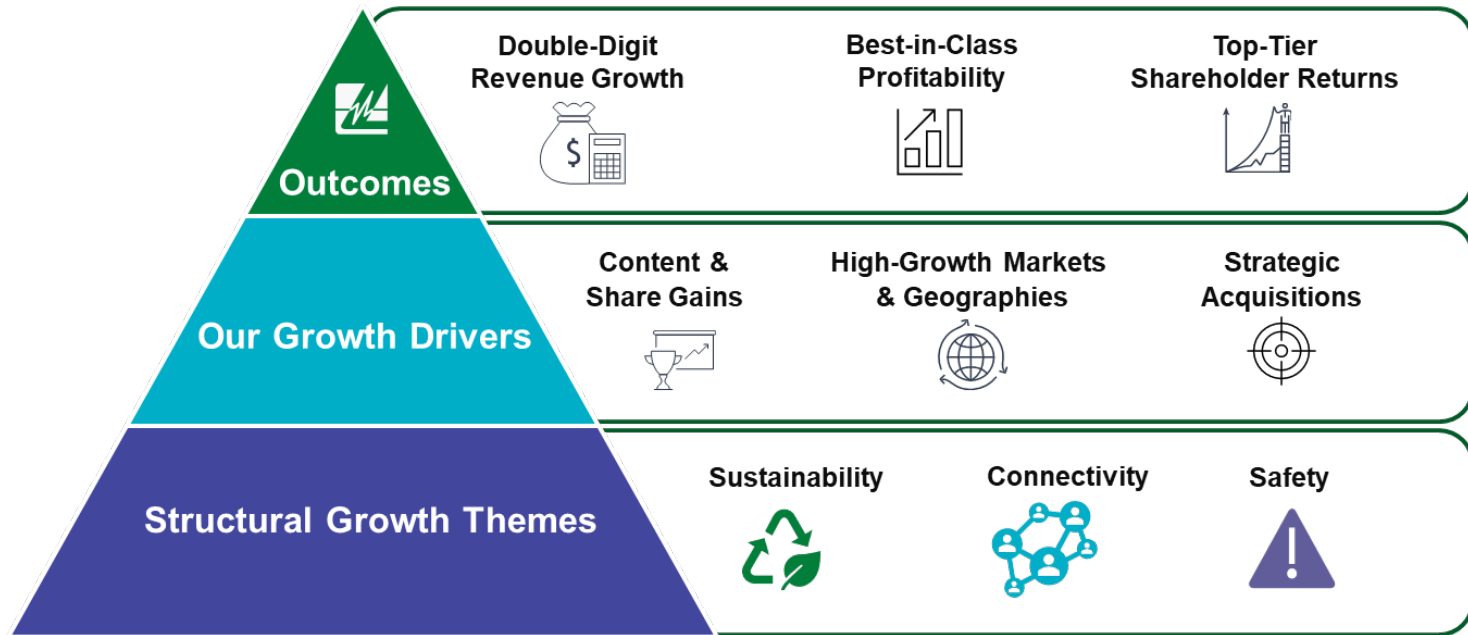 Double-Digit
Revenue Growth
Best-in-Class
Profitability
Top-Tier
Shareholder Returns
$
Outcomes
Content &
Share Gains
High-Growth Markets
& Geographies
Strategic
Acquisitions
Our Growth Drivers
Sustainability
Connectivity
Safety
Structural Growth Themes
!